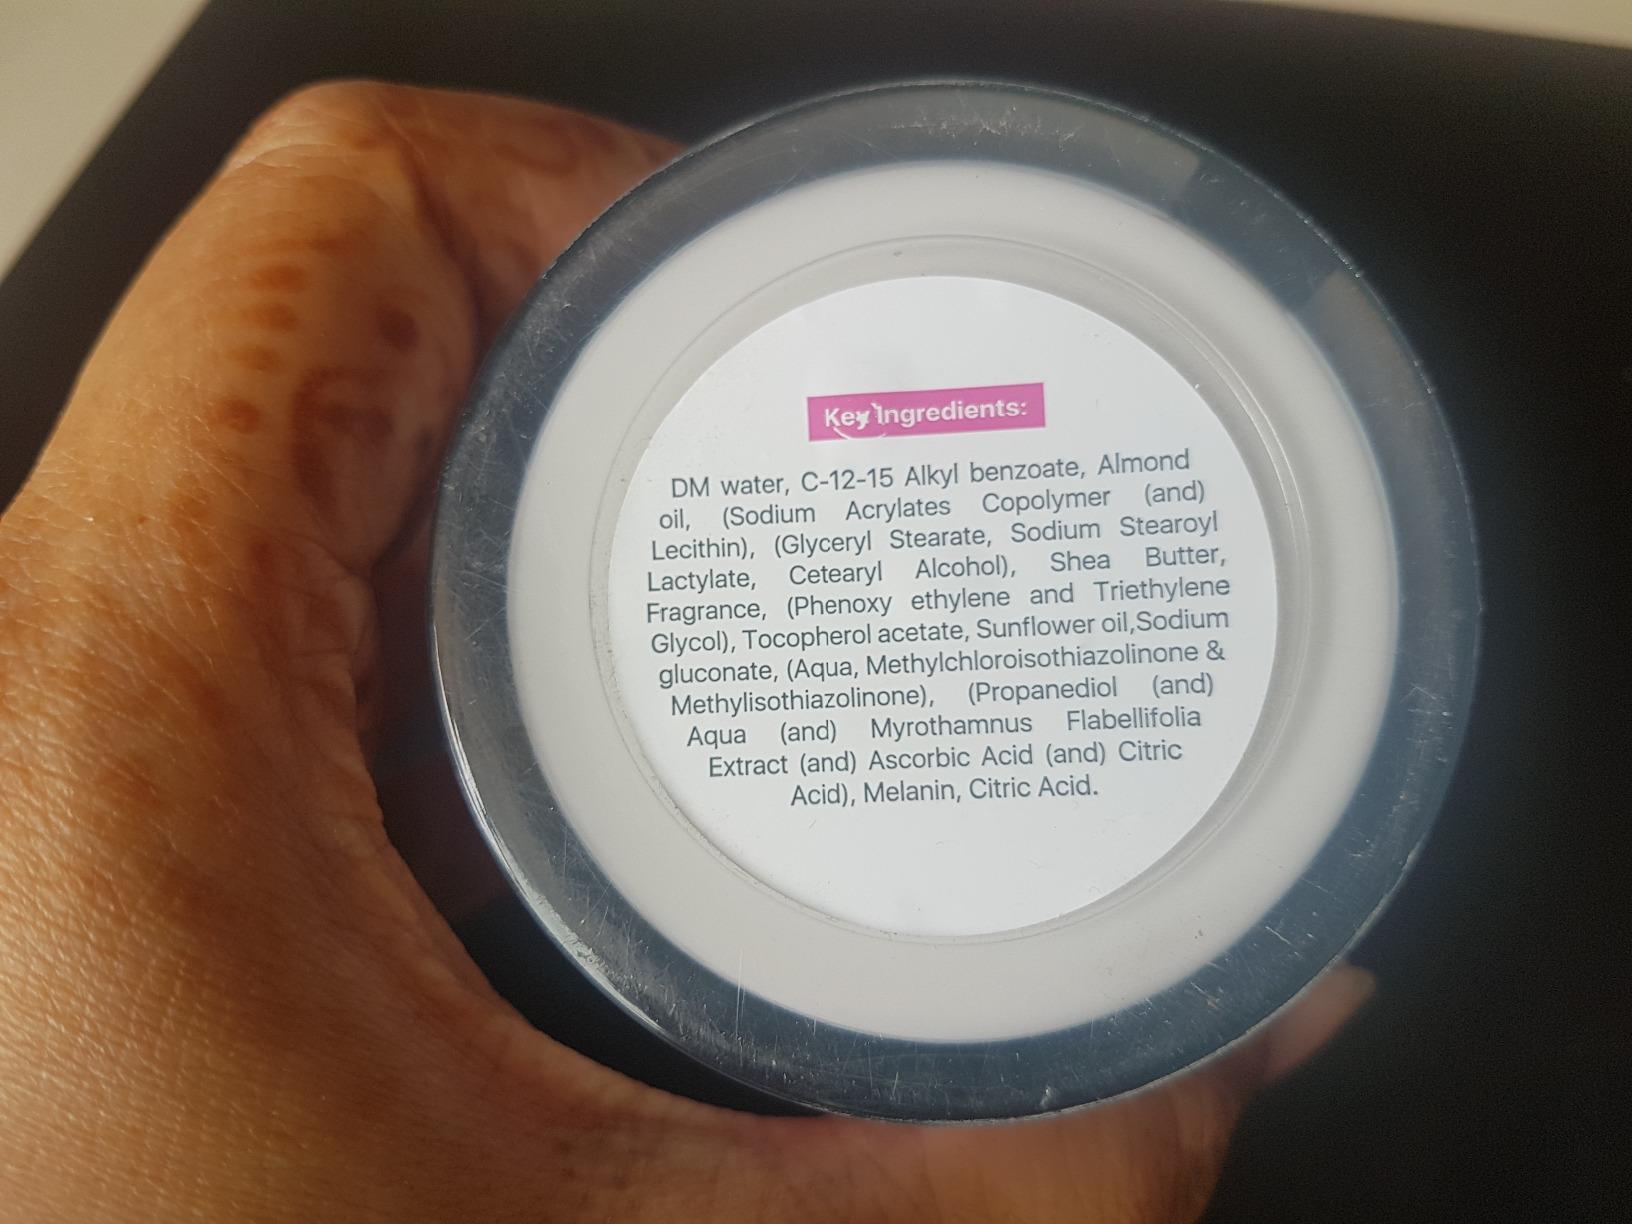 Key Ingredients:
DM water, C-12-15 Alkyl benzoate, Almond
oil, (Sodium Acrylates Copolymer (and)
Lecithin), (Glyceryl Stearate, Sodium Stearoyl
Lactylate, Cetearyl Alcohol), Shea Butter,
Fragrance, (Phenoxy ethylene and Triethylene
Glycol), Tocopherol acetate, Sunflower oil,Sodium
gluconate, (Aqua, Methylchloroisothiazolinone &
Methylisothiazolinone), (Propanediol (and)
Aqua (and) Myrothamnus Flabellifolia
Extract (and) Ascorbic Acid (and) Citric
Acid), Melanin, Citric Acid.